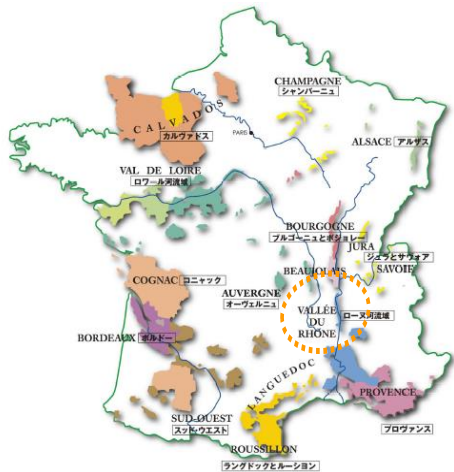 CHAMPAGNE
シャンパーニュ
CALVADOS
カルヴァドス
PARIS
ALSACE アルザス
VAL DE LOIRE
ロワール河流域
BOURGOGNE
ブルゴーニュとボジョレー
JURA
ジュラとサヴォア
SAVOIE
BEAUJOLAIS
COGNAC コニャック
AUVERGNE
オーヴェルニュ
VALLÉE
DU
RHÔNE
ローヌ河流域
BORDEAUX ボルドー
LANGUEDOC
PROVENCE
プロヴァンス
SUD-OUEST
スッド・ウエスト
ROUSSILLON
ラングドックとルーション